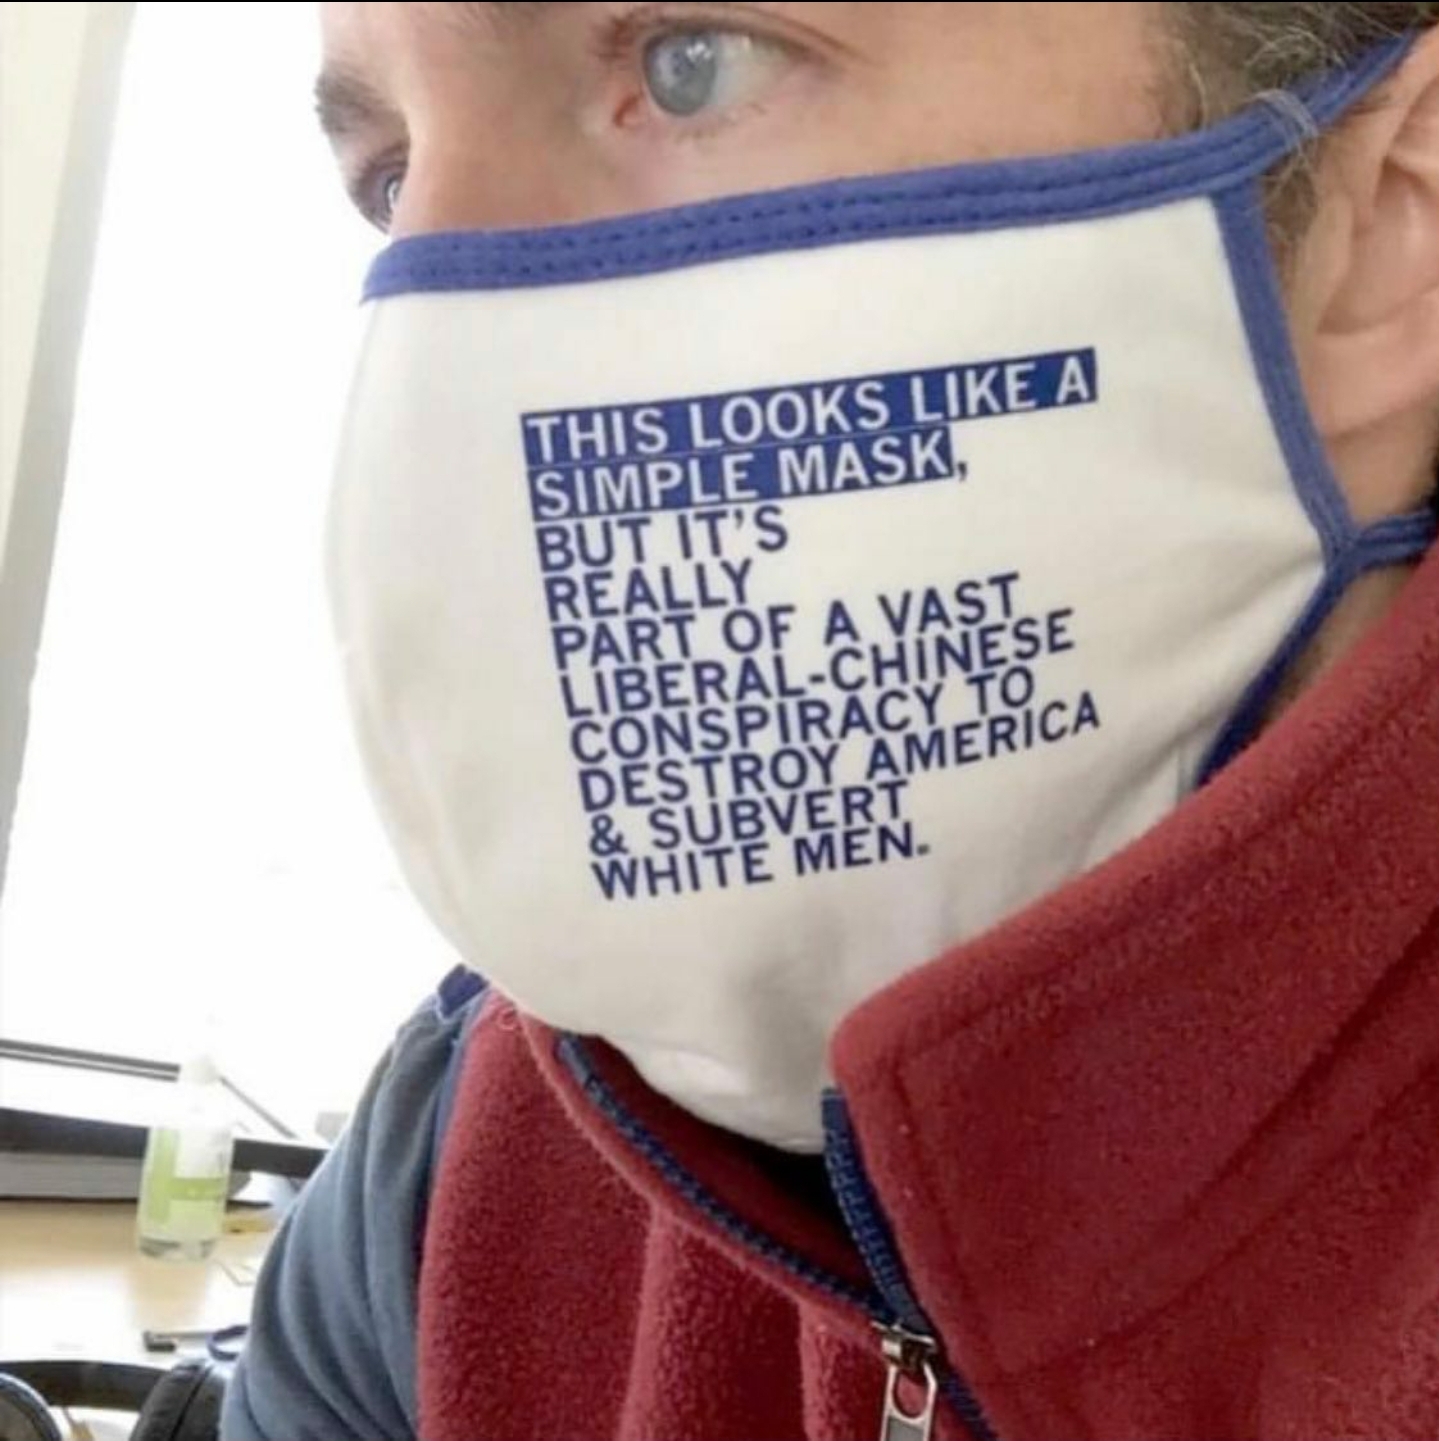 THIS LOOKS LIKE A
SIMPLE MASK,
BUT IT'S
REALLY
PART OF A VAST
LIBERAL-CHINESE
CONSPIRACY TO
DESTROY AMERICA
& SUBVERT
WHITE MEN.